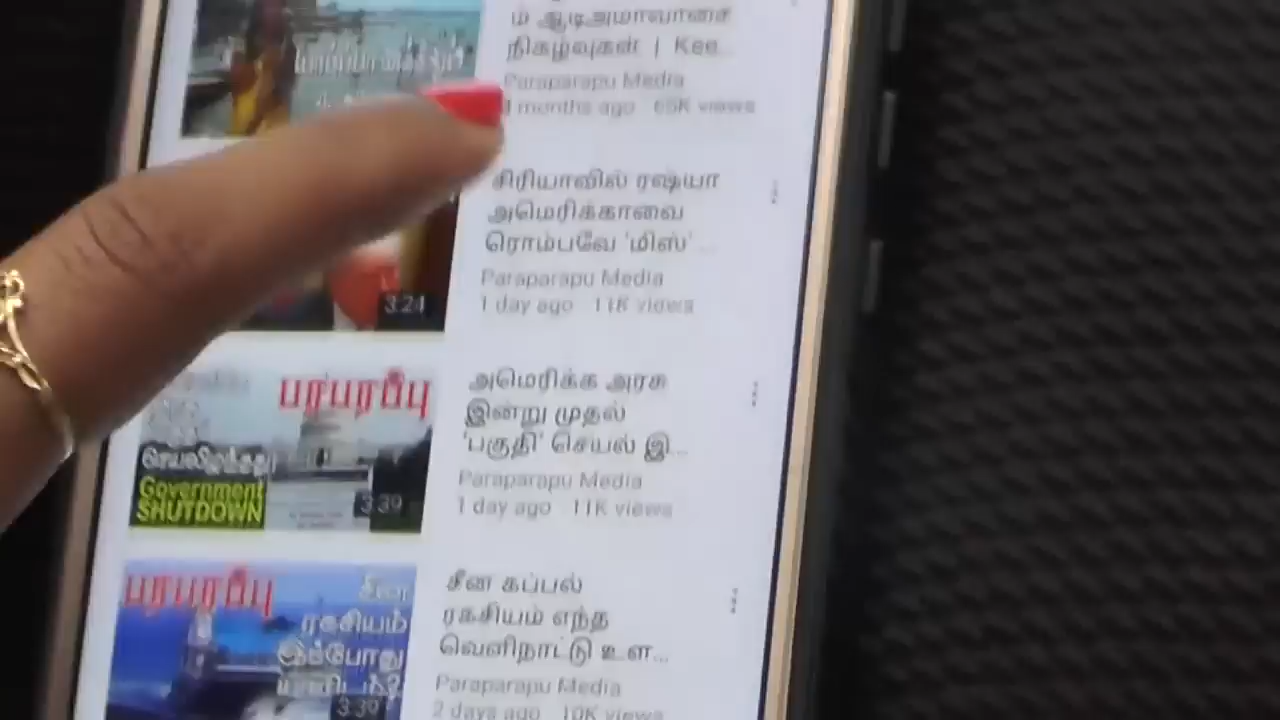 ம் ஆடிஅமாவாசை
நிகழ்வுகள் | Kee...
Paraparapu Media
months ago 65K views
சிரியாவில் ரஷ்யா
அமெரிக்காவை
ரொம்பவே 'மிஸ்' ...
Paraparapu Media
1 day ago 11K views
3:24
பரபரப்பு
Government
SHUTDOWN
3:39
அமெரிக்க அரசு
இன்று முதல்
'பகுதி' செயல் இ...
Paraparapu Media
1 day ago 11K views
பரபரப்பு
சீன
ரகசியம்
இப்போது
3:39
சீன கப்பல்
ரகசியம் எந்த
வெளிநாட்டு உள...
Paraparapu Media
2 days ago 10K views